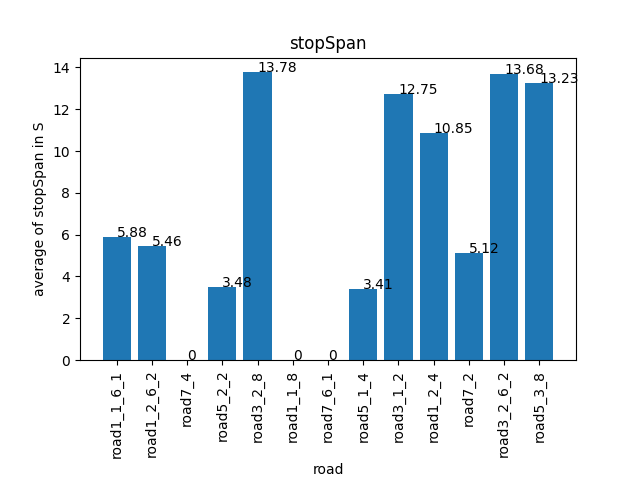 stopSpan
average of stopSpan in S
14
12
10
8
6
4
2
0
5.88
5.46
0
3.48
13.78
0
0
3.41
12.75
10.85
5.12
13.68
13.23
road1_1_6_1
road1_2_6_2
road7_4
road5_2_2
road3_2_8
road1_1_8
road7_6_1
road5_1_4
road3_1_2
road1_2_4
road7_2
road3_2_6_2
road5_3_8
road